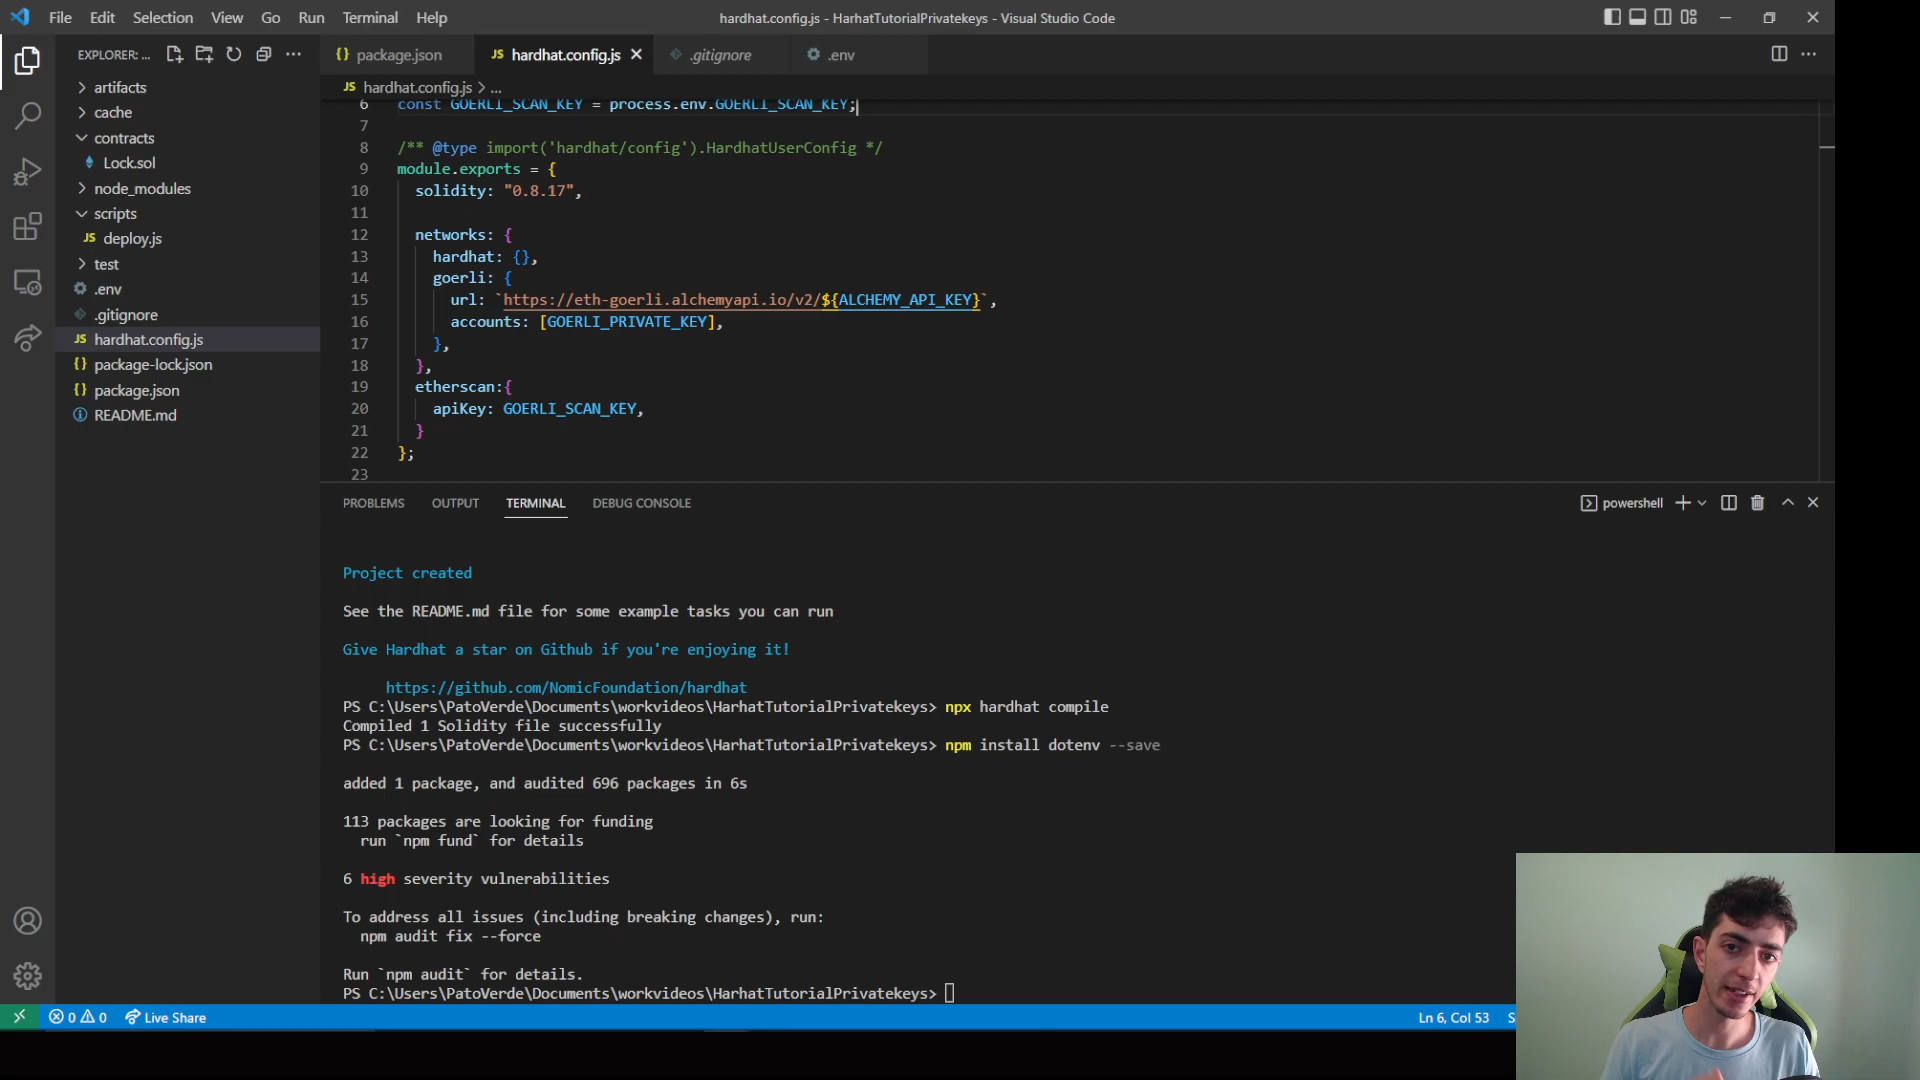 File Edit Selection View Go Run Terminal Help
hardhat.config.js - HarhatTutorialPrivatekeys - Visual Studio Code
EXPLORER: ...
artifacts
cache
contracts
Lock.sol
node_modules
scripts
JS deploy.js
test
.env
.gitignore
JS hardhat.config.js
{} package-lock.json
{} package.json
README.md
{} package.json
JS hardhat.config.js
.gitignore
.env
JS hardhat.config.js > ...
6 const GOERLI_SCAN_KEY = process.env.GOERLI_SCAN_KEY;
7
8 /** @type import('hardhat/config').HardhatUserConfig */
9 module.exports = {
10 solidity: "0.8.17",
11
12 networks: {
13 hardhat: {},
14 goerli: {
15 url: `https://eth-goerli.alchemyapi.io/v2/${ALCHEMY_API_KEY}`,
16 accounts: [GOERLI_PRIVATE_KEY],
17 },
18 },
19 etherscan:{
20 apiKey: GOERLI_SCAN_KEY,
21 }
22 };
23
PROBLEMS OUTPUT TERMINAL DEBUG CONSOLE
powershell
Project created
See the README.md file for some example tasks you can run
Give Hardhat a star on Github if you're enjoying it!
https://github.com/NomicFoundation/hardhat
PS C:\Users\PatoVerde\Documents\workvideos\HarhatTutorialPrivatekeys> npx hardhat compile
Compiled 1 Solidity file successfully
PS C:\Users\PatoVerde\Documents\workvideos\HarhatTutorialPrivatekeys> npm install dotenv --save
added 1 package, and audited 696 packages in 6s
113 packages are looking for funding
run `npm fund` for details
6 high severity vulnerabilities
To address all issues (including breaking changes), run:
npm audit fix --force
Run `npm audit` for details.
PS C:\Users\PatoVerde\Documents\workvideos\HarhatTutorialPrivatekeys>
0 0 Live Share
Ln 6, Col 53